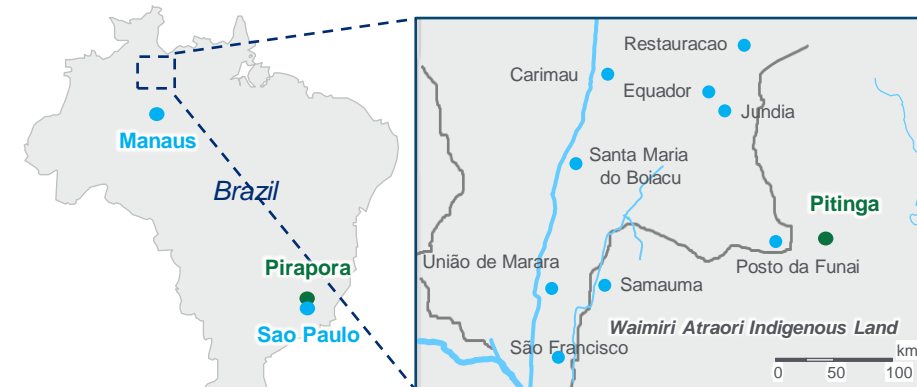 Manaus
Brazil
Pirapora
Sao Paulo
Restauracao
Carimau
Equador
Jundia
Santa Maria
do Boiacu
Pitinga
União de Marara
Posto da Funai
Samauma
Waimiri Atraori Indigenous Land
São Francisco
km
0 50 100